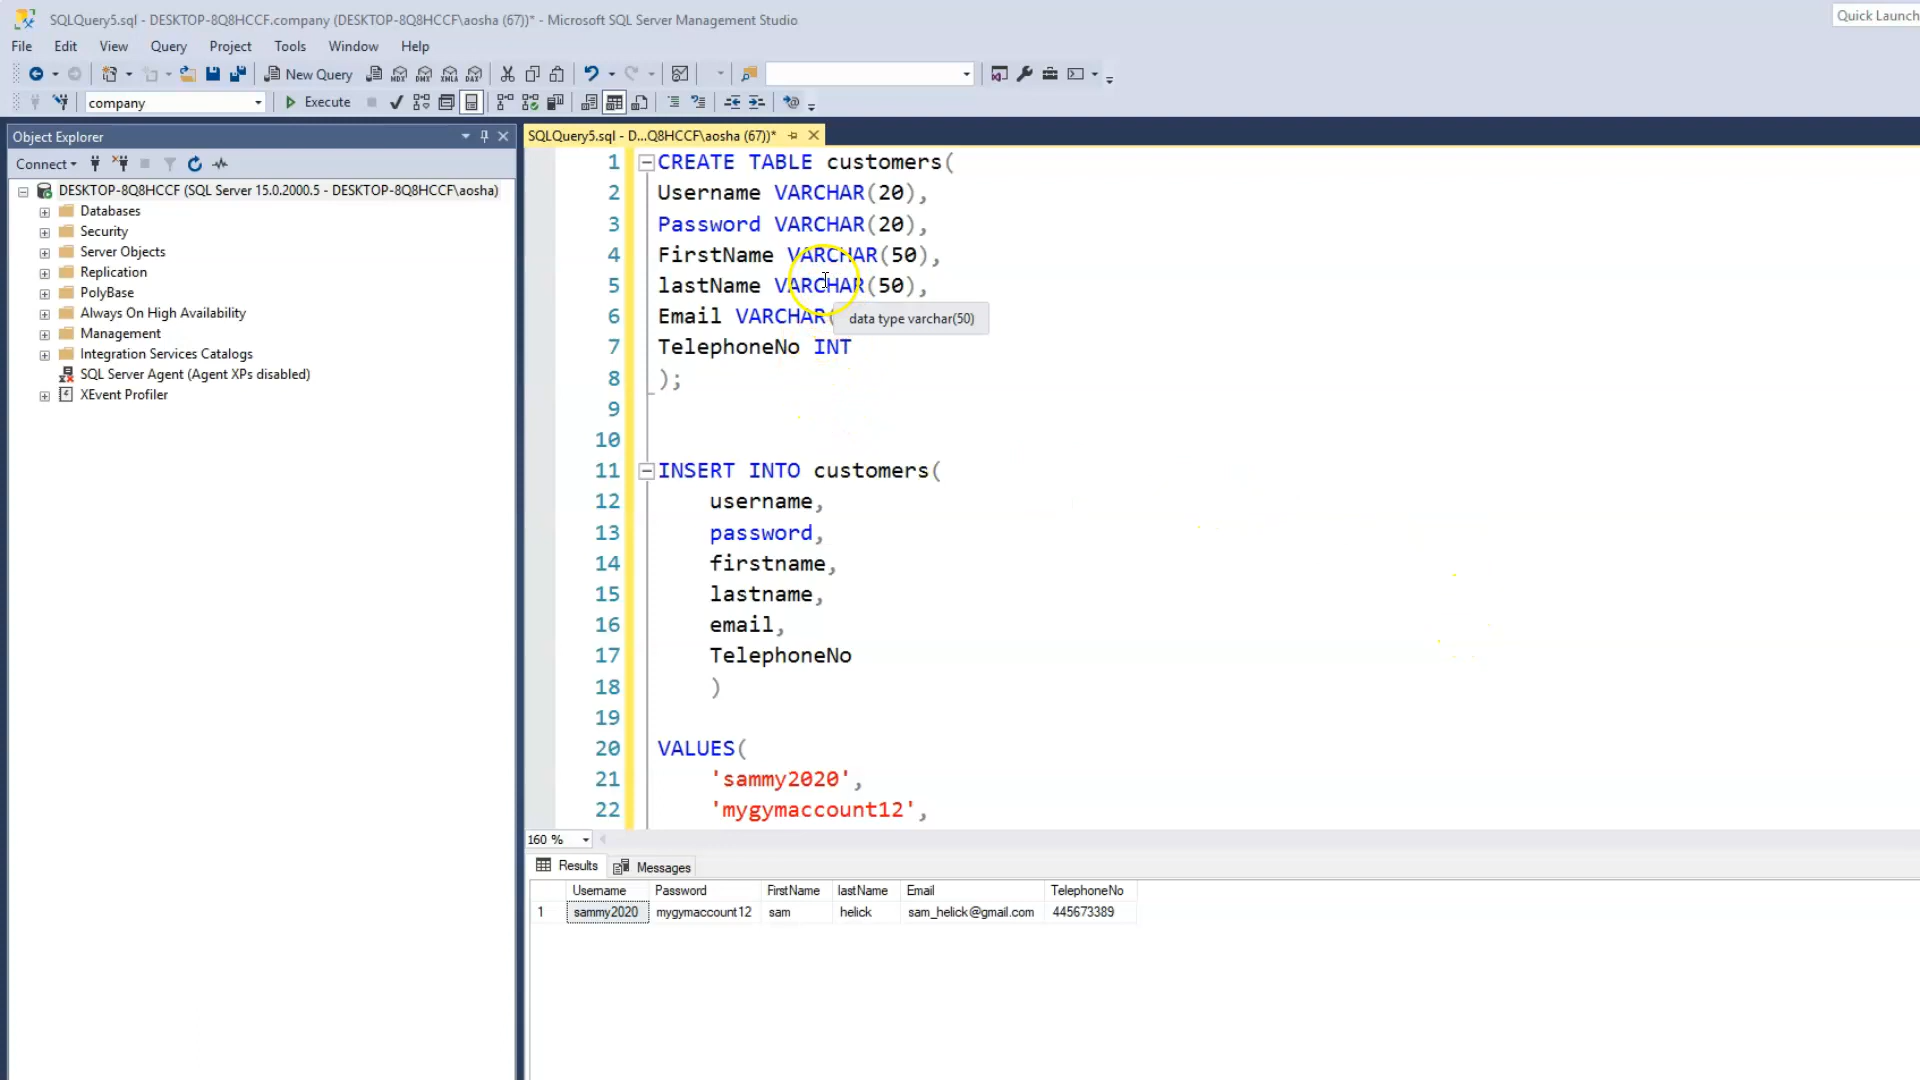 SQLQuery5.sql - DESKTOP-8Q8HCCF.company (DESKTOP-8Q8HCCF\aosha (67))* - Microsoft SQL Server Management Studio
Quick Launch
File Edit View Query Project Tools Window Help
New Query
MDX DMX XMLA DAX
company Execute
Object Explorer
SQLQuery5.sql - D...Q8HCCF\aosha (67))*
Connect
DESKTOP-8Q8HCCF (SQL Server 15.0.2000.5 - DESKTOP-8Q8HCCF\aosha)
Databases
Security
Server Objects
Replication
PolyBase
Always On High Availability
Management
Integration Services Catalogs
SQL Server Agent (Agent XPs disabled)
XEvent Profiler
1 CREATE TABLE customers(
2 Username VARCHAR(20),
3 Password VARCHAR(20),
4 FirstName VARCHAR(50),
5 lastName VARCHAR(50),
6 Email VARCHAR(
data type varchar(50)
7 TelephoneNo INT
8 );
9
10
11 INSERT INTO customers(
12 username,
13 password,
14 firstname,
15 lastname,
16 email,
17 TelephoneNo
18 )
19
20 VALUES(
21 'sammy2020',
22 'mygymaccount12',
160 %
Results Messages
Username Password FirstName lastName Email TelephoneNo
1 sammy2020 mygymaccount12 sam helick sam_helick@gmail.com 445673389